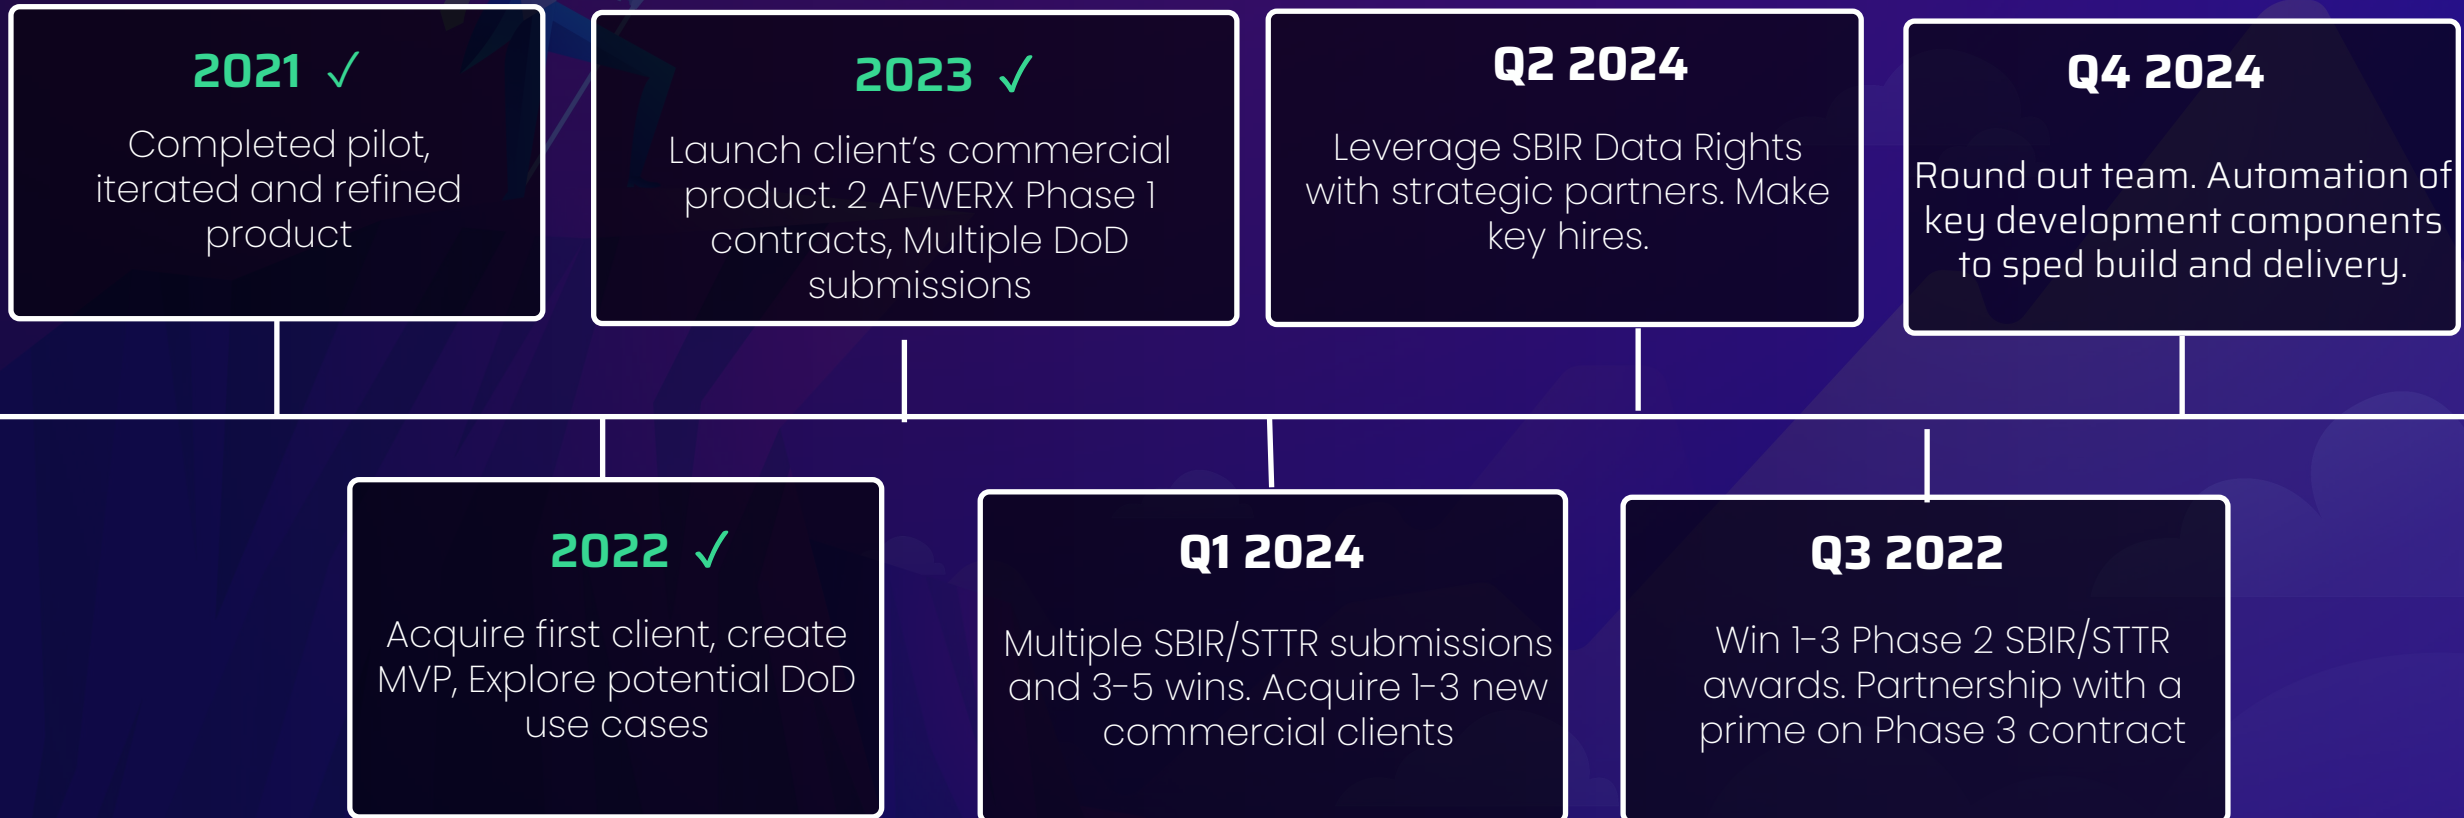 2021 ✓
Completed pilot,
iterated and refined
product
2022 ✓
Acquire first client, create
MVP, Explore potential DoD
use cases
2023 ✓
Launch client’s commercial
product. 2 AFWERX Phase 1
contracts, Multiple DoD
submissions
Q1 2024
Multiple SBIR/STTR submissions
and 3-5 wins. Acquire 1-3 new
commercial clients
Q2 2024
Leverage SBIR Data Rights
with strategic partners. Make
key hires.
Q3 2022
Win 1-3 Phase 2 SBIR/STTR
awards. Partnership with a
prime on Phase 3 contract
Q4 2024
Round out team. Automation of
key development components
to sped build and delivery.